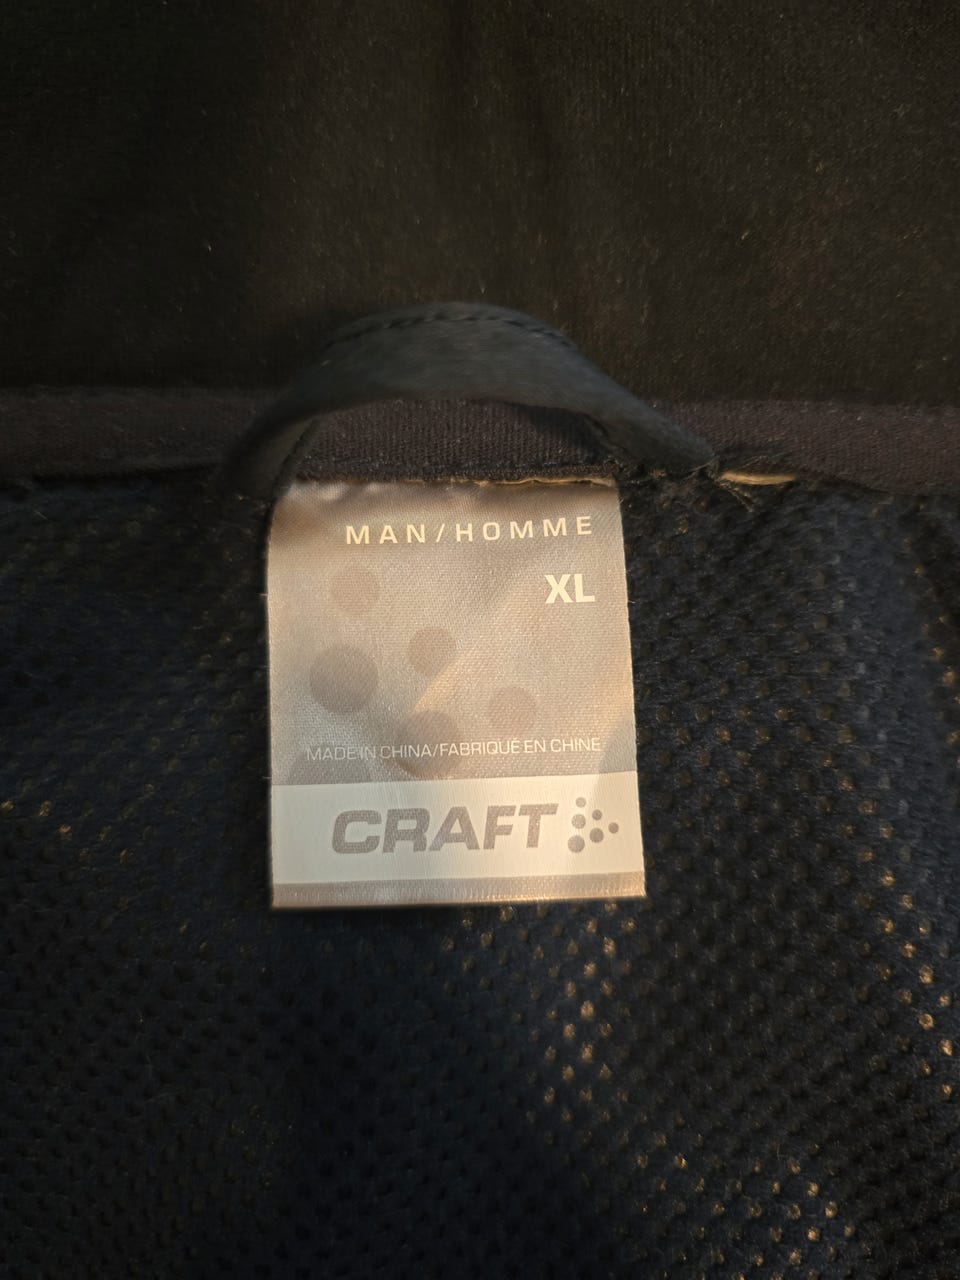 MAN/HOMME
XL
MADE IN CHINA/FABRIQUÉ EN CHINE
CRAFT